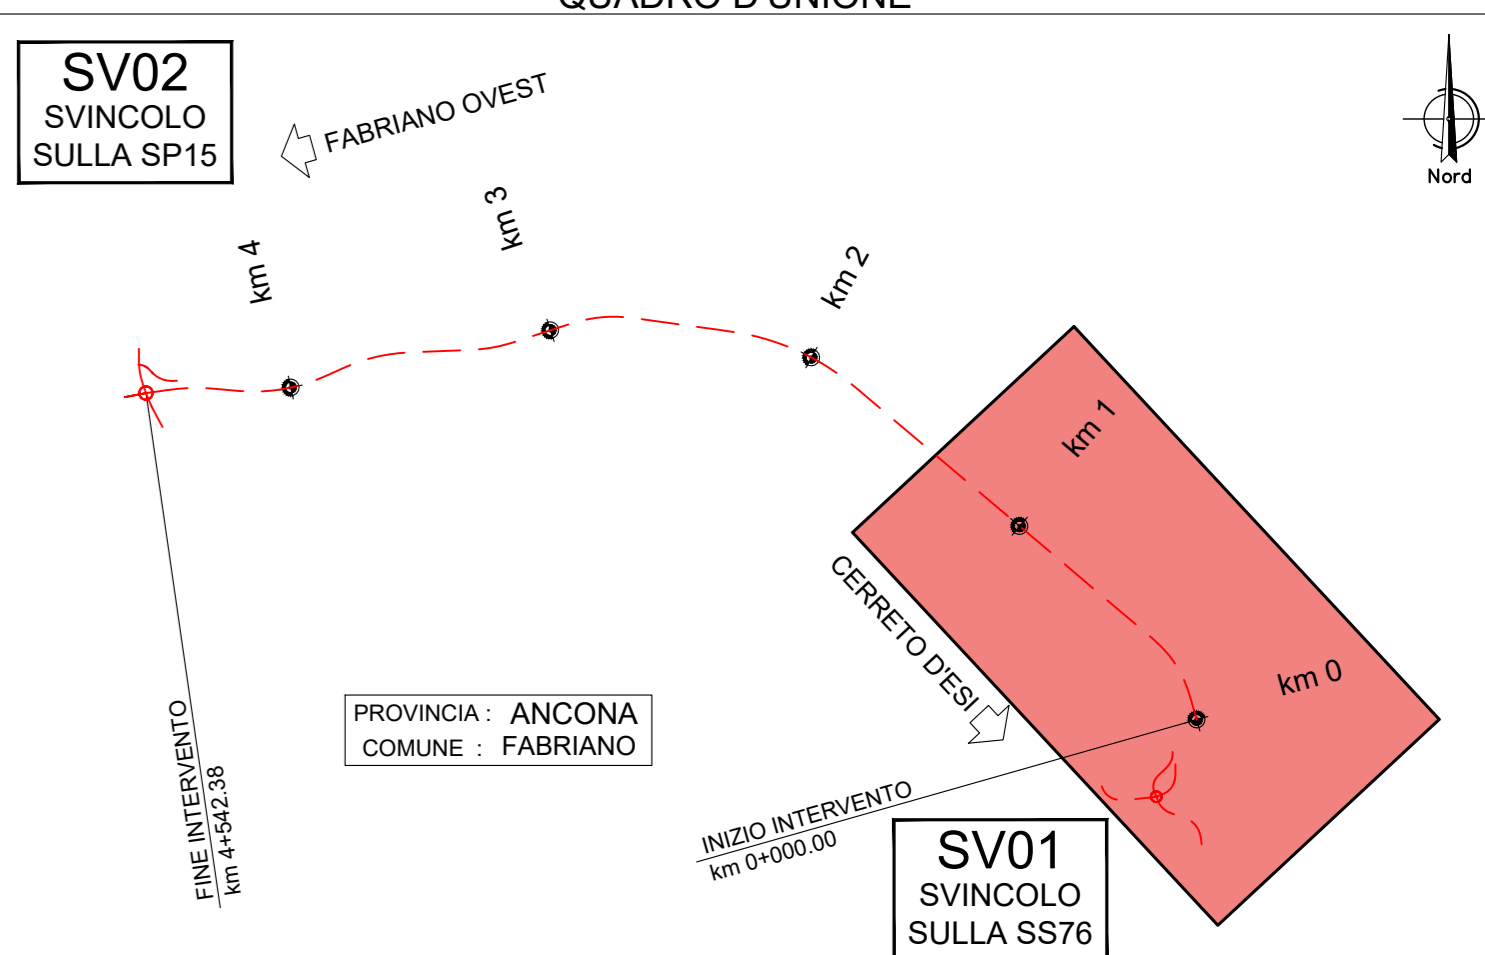 QUADRO D'UNIONE
SV02
SVINCOLO
SULLA SP15
FABRIANO OVEST
Nord
km 4
km 3
km 2
km 1
km 0
CERRETO D'ESI
PROVINCIA : ANCONA
COMUNE : FABRIANO
FINE INTERVENTO
km 4+542.38
INIZIO INTERVENTO
km 0+000.00
SV01
SVINCOLO
SULLA SS76